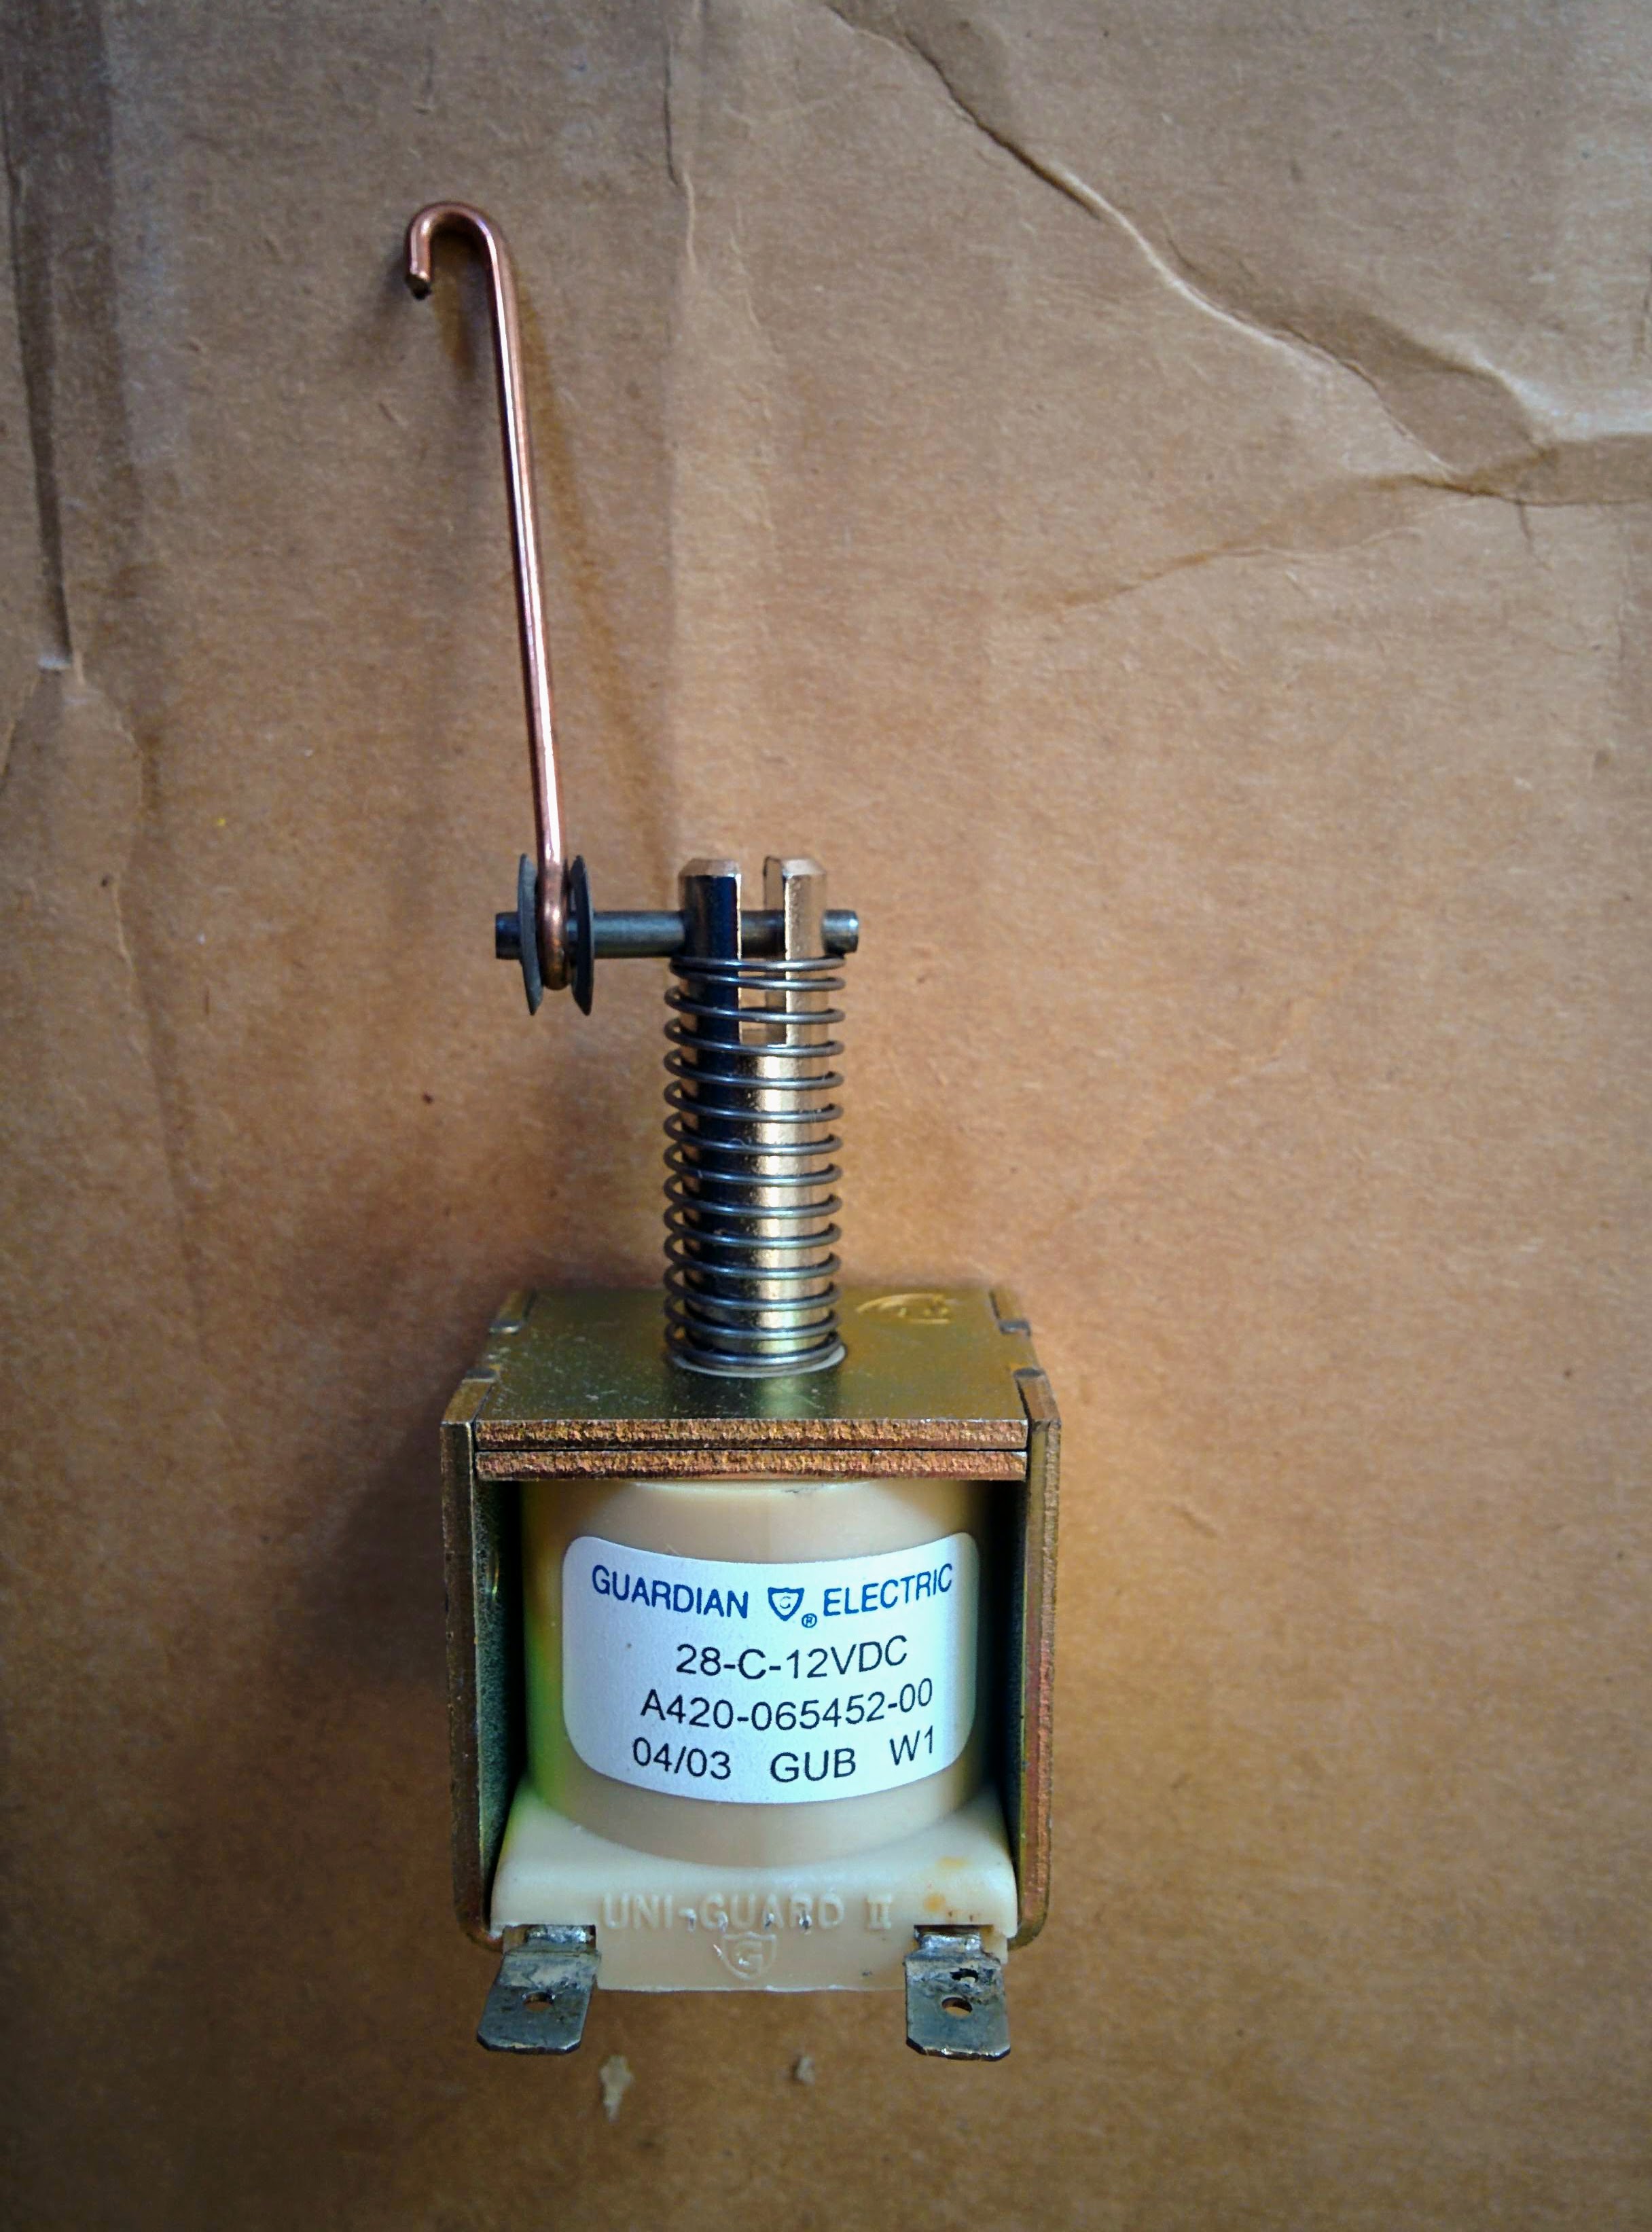 GUARDIAN G® ELECTRIC
28-C-12VDC
A420-065452-00
04/03 GUB W1
UNI-GUARD II
G